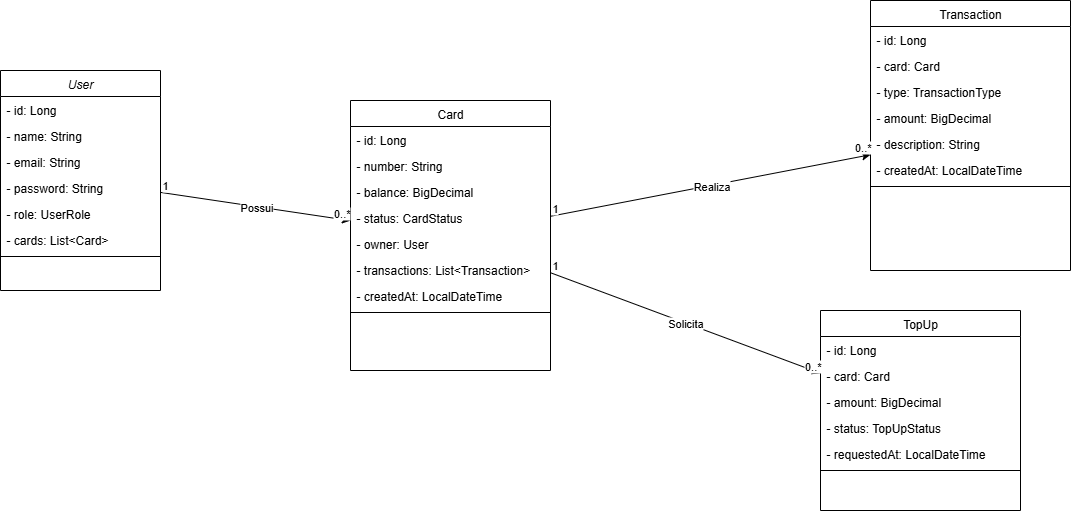 User
- id: Long
- name: String
- email: String
- password: String
- role: UserRole
- cards: List<Card>
1
Possui
0..*
Card
- id: Long
- number: String
- balance: BigDecimal
- status: CardStatus
- owner: User
- transactions: List<Transaction>
- createdAt: LocalDateTime
1
Realiza
0..*
1
Solicita
0..*
Transaction
- id: Long
- card: Card
- type: TransactionType
- amount: BigDecimal
- description: String
- createdAt: LocalDateTime
TopUp
- id: Long
- card: Card
- amount: BigDecimal
- status: TopUpStatus
- requestedAt: LocalDateTime